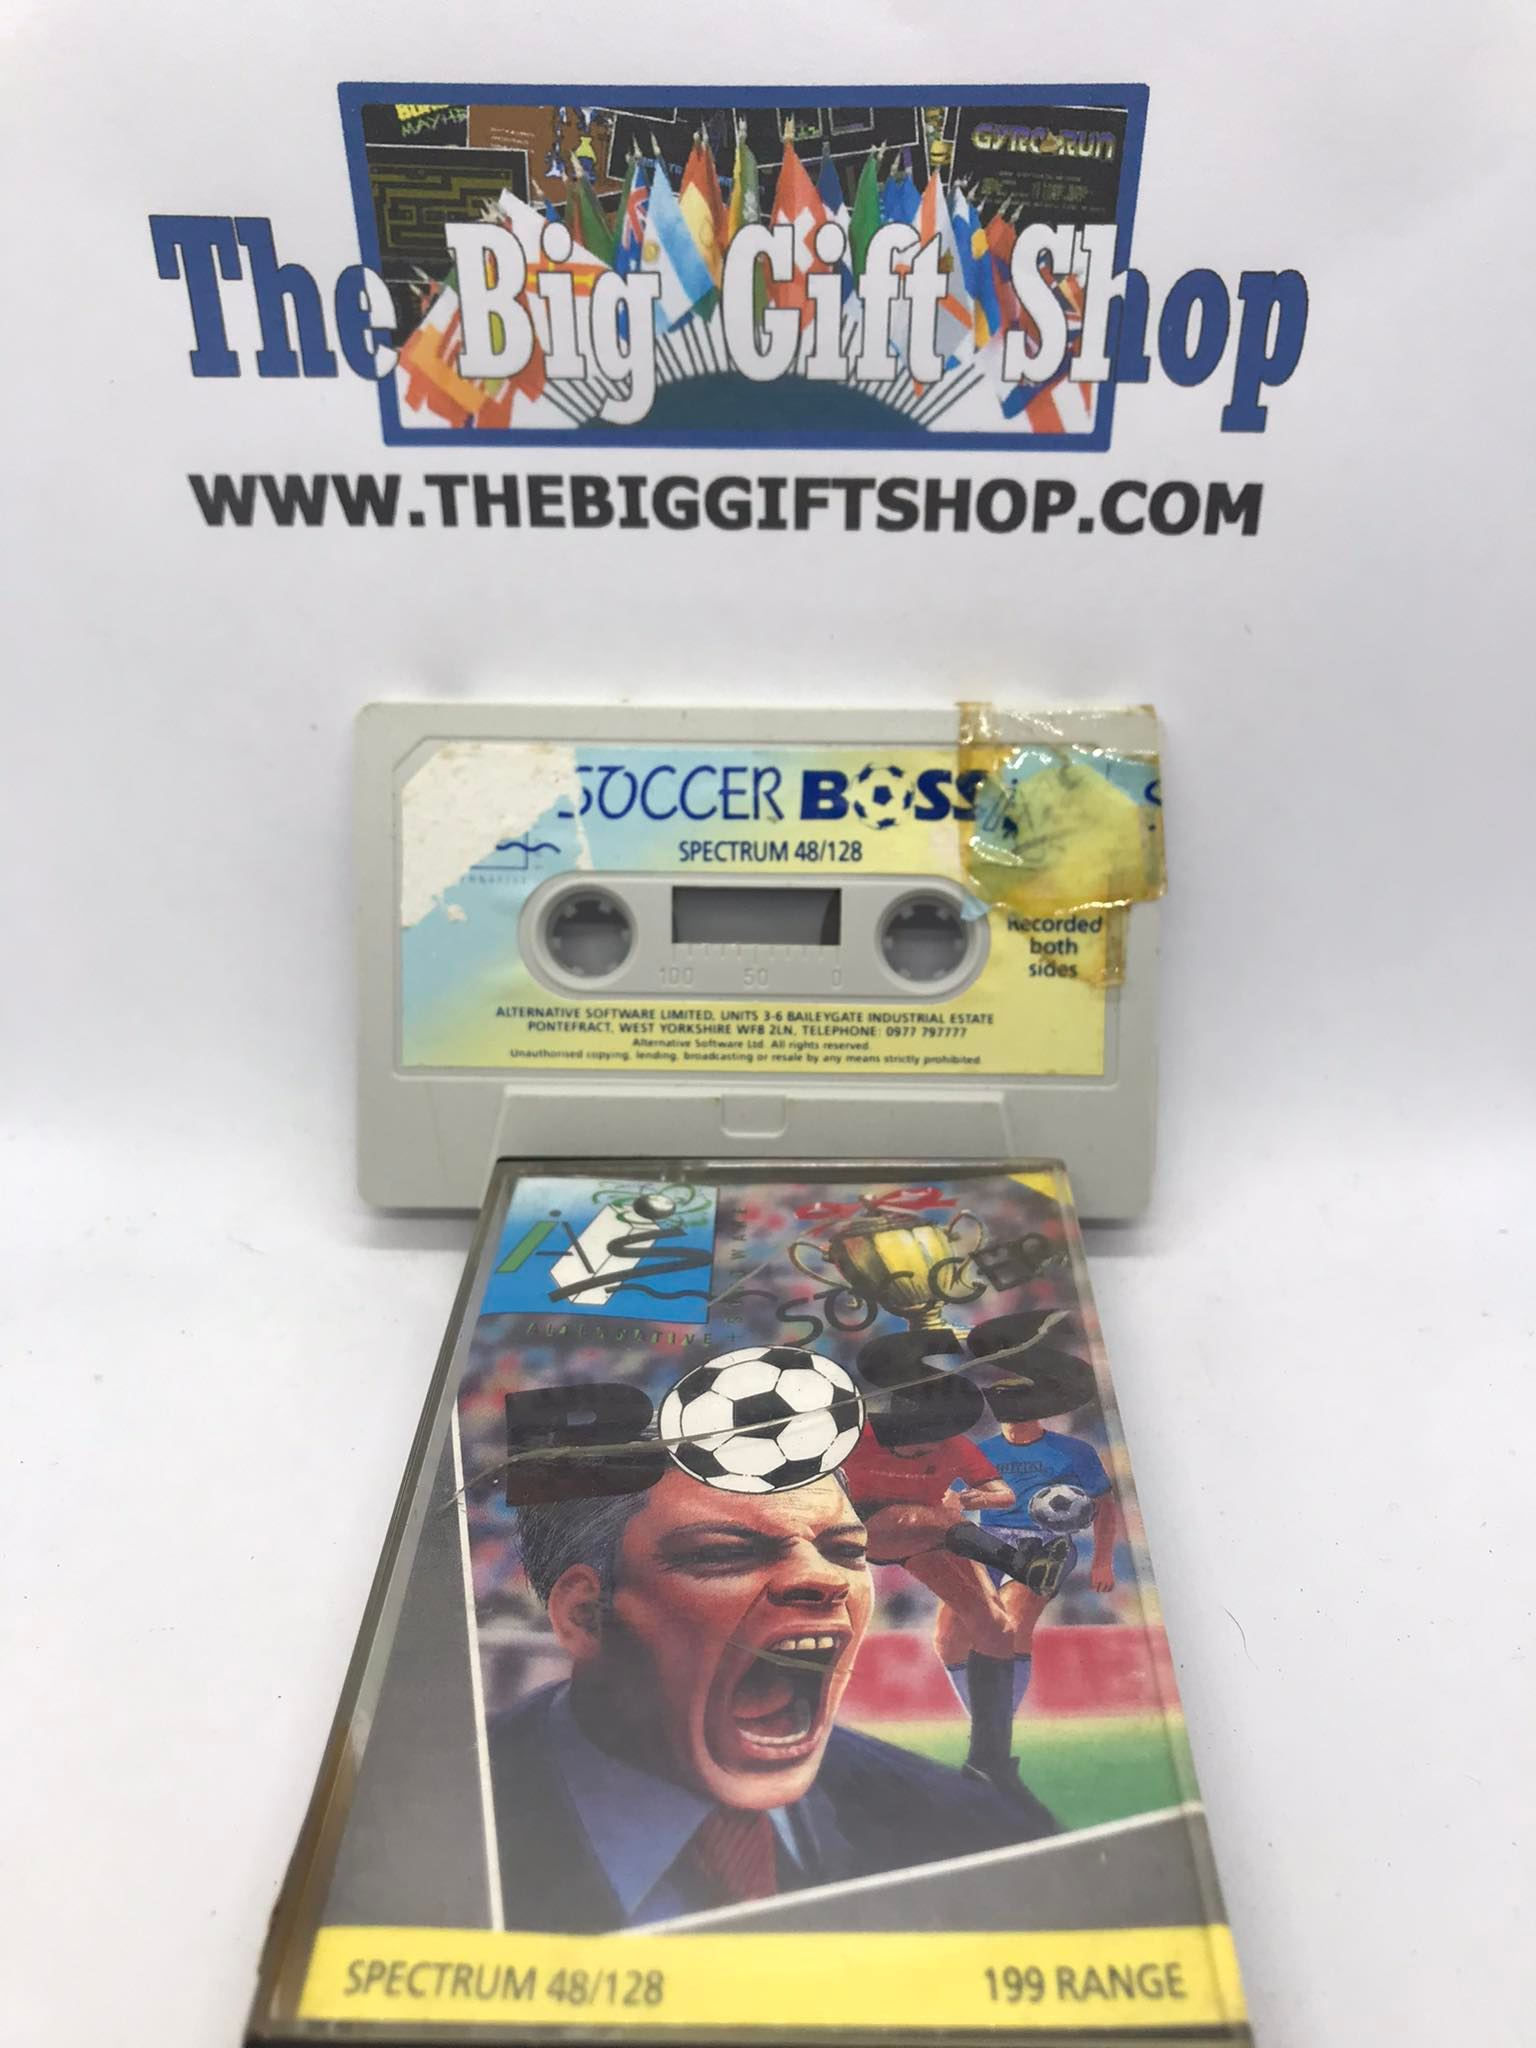 The Big Gift Shop
GYRORUN
WWW.THEBIGGIFTSHOP.COM
SOCCER BOSS
SPECTRUM 48/128
Recorded
both
sides
100 50 0
ALTERNATIVE SOFTWARE LIMITED, UNITS 3-6 BAILEYGATE INDUSTRIAL ESTATE
PONTEFRACT, WEST YORKSHIRE WF8 2LN, TELEPHONE: 0977 797777
Alternative Software Ltd. All rights reserved.
Unauthorised copying, lending, broadcasting or resale by any means strictly prohibited
ALTERNATIVE + SOFTWARE
SOCCER
BOSS
SPECTRUM 48/128
199 RANGE